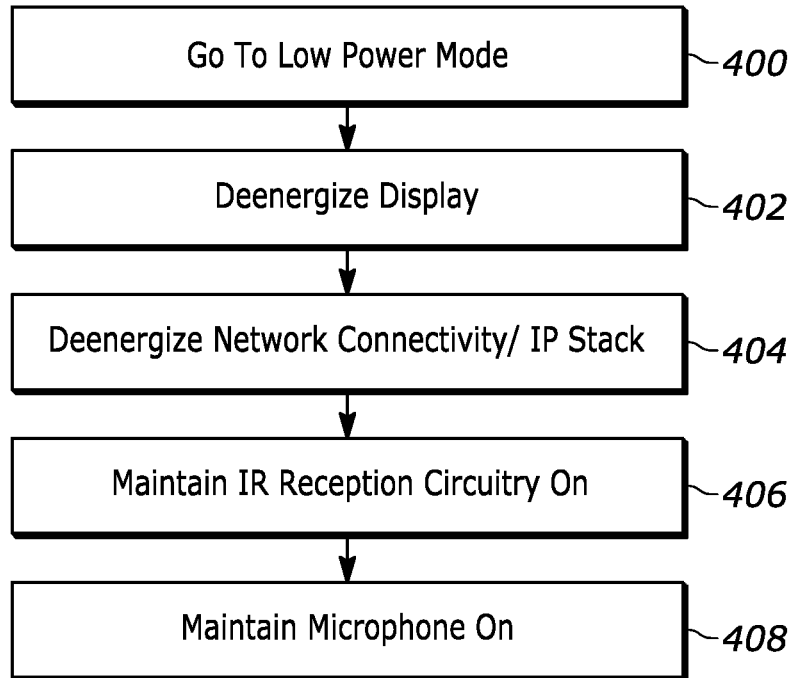 Go To Low Power Mode 400
Deenergize Display 402
Deenergize Network Connectivity/ IP Stack 404
Maintain IR Reception Circuitry On 406
Maintain Microphone On 408